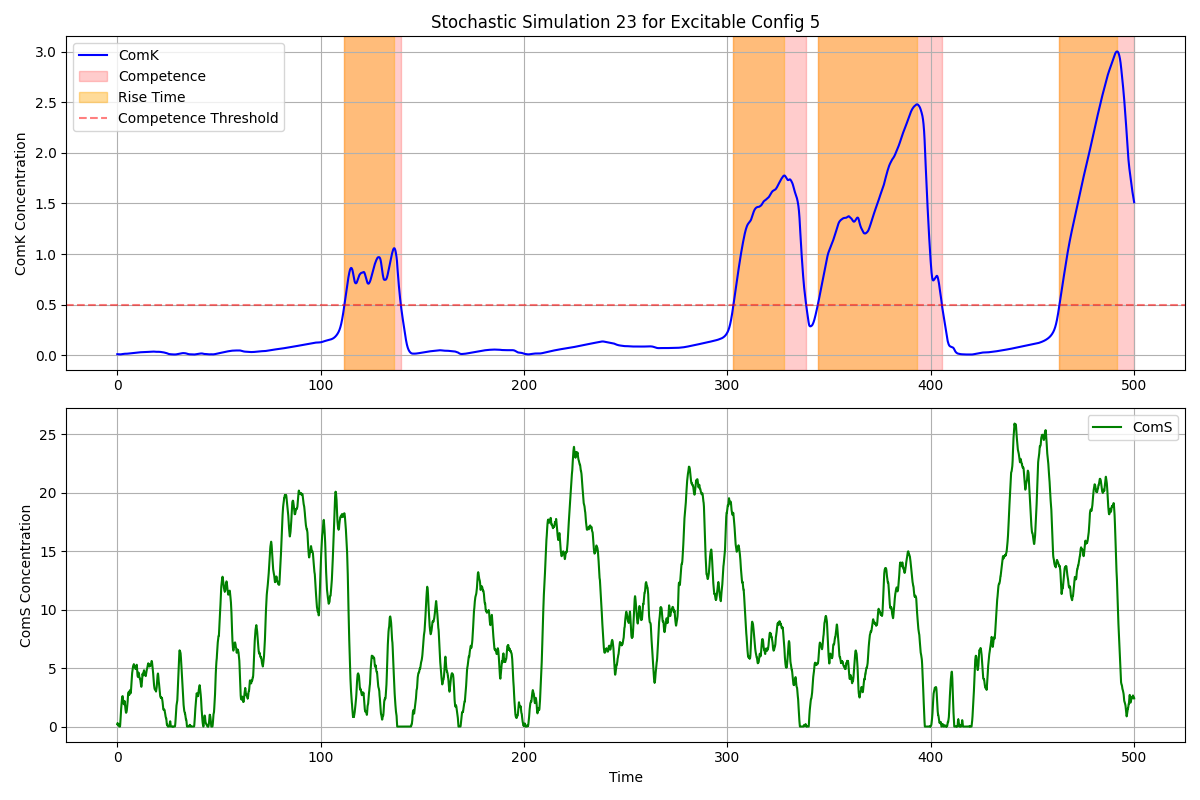 Stochastic Simulation 23 for Excitable Config 5
ComK Concentration
3.0
2.5
2.0
1.5
1.0
0.5
0.0
ComK
Competence
Rise Time
Competence Threshold
0 100 200 300 400 500
ComS Concentration
25
20
15
10
5
0
ComS
0 100 200 300 400 500
Time